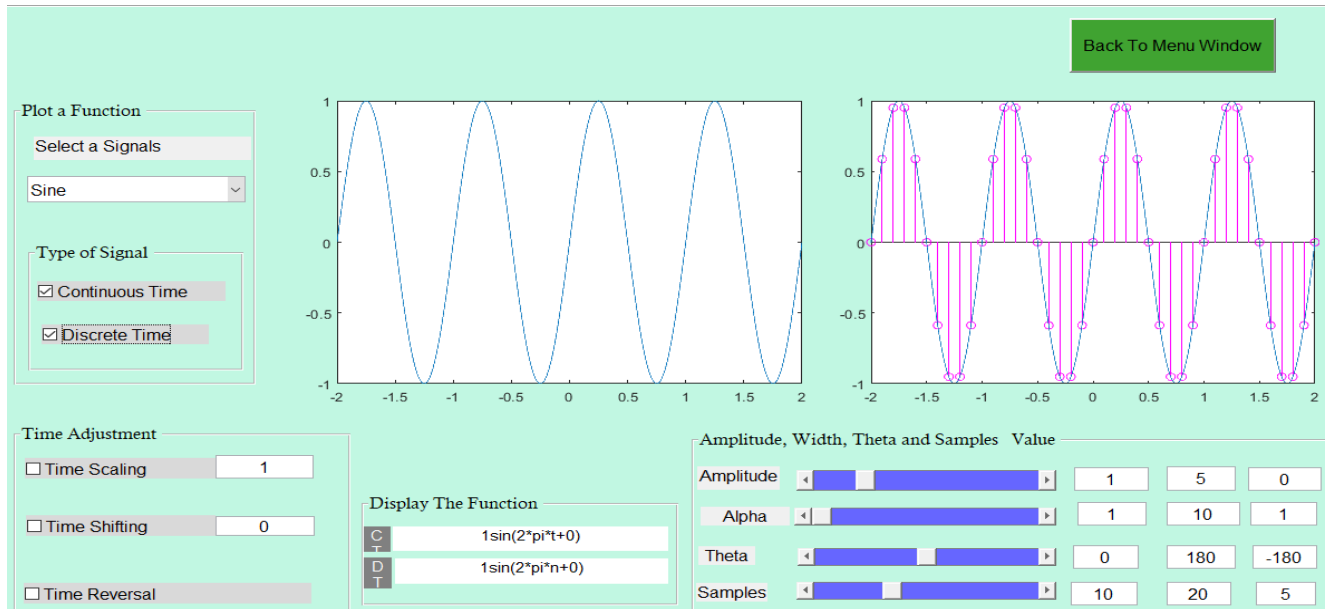 Back To Menu Window
Plot a Function
Select a Signals
Sine
Type of Signal
Continuous Time
Discrete Time
1
0.5
0
-0.5
-1
-2 -1.5 -1 -0.5 0 0.5 1 1.5 2
1
0.5
0
-0.5
-1
-2 -1.5 -1 -0.5 0 0.5 1 1.5 2
Time Adjustment
Time Scaling 1
Time Shifting 0
Time Reversal
Display The Function
CT 1sin(2*pi*t+0)
DT 1sin(2*pi*n+0)
Amplitude, Width, Theta and Samples Value
Amplitude 1 5 0
Alpha 1 10 1
Theta 0 180 -180
Samples 10 20 5